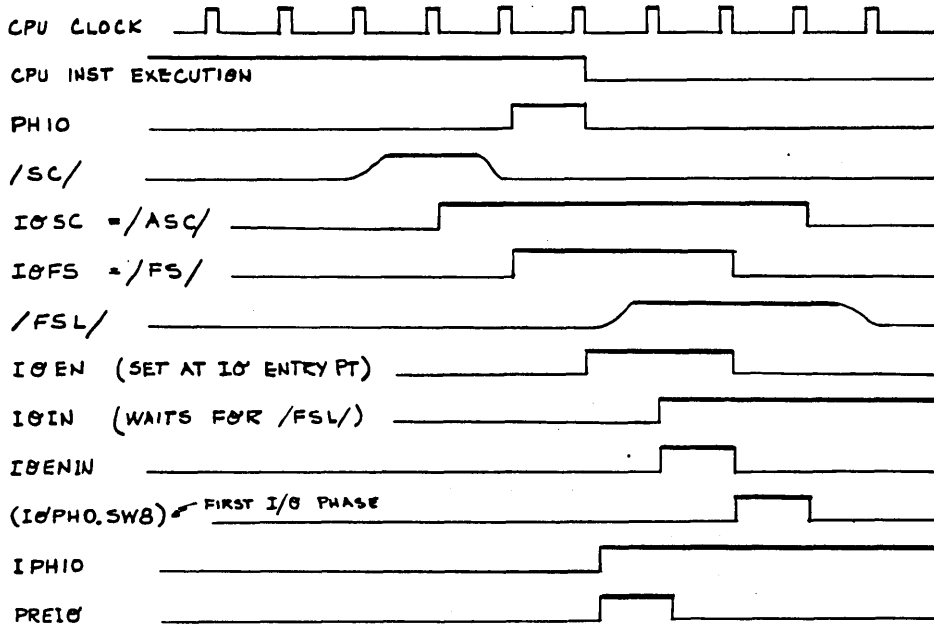 CPU CLOCK
CPU INST EXECUTION
PH10
/SC/
IØSC =/ASC/
IØFS =/FS/
/FSL/
IØEN (SET AT IØ ENTRY PT)
IØIN (WAITS FØR /FSL/)
IØENIN
(IØPH0.SW8) FIRST I/Ø PHASE
IPH10
PREIØ